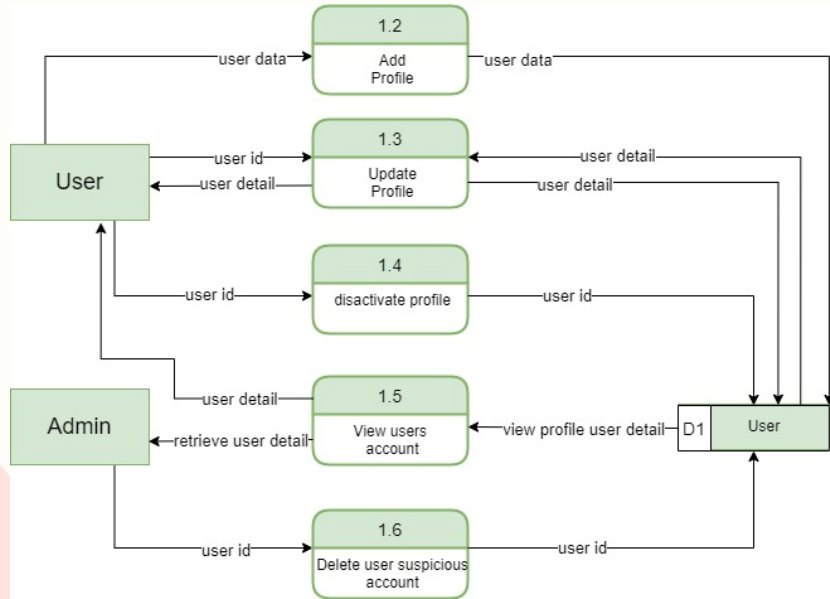 1.2
user data
Add
Profile
user data
1.3
user id
user detail
Update
Profile
user detail
user detail
User
1.4
user id
disactivate profile
user id
1.5
user detail
View users
account
retrieve user detail
view profile user detail
Admin
D1
User
1.6
user id
Delete user suspicious
account
user id